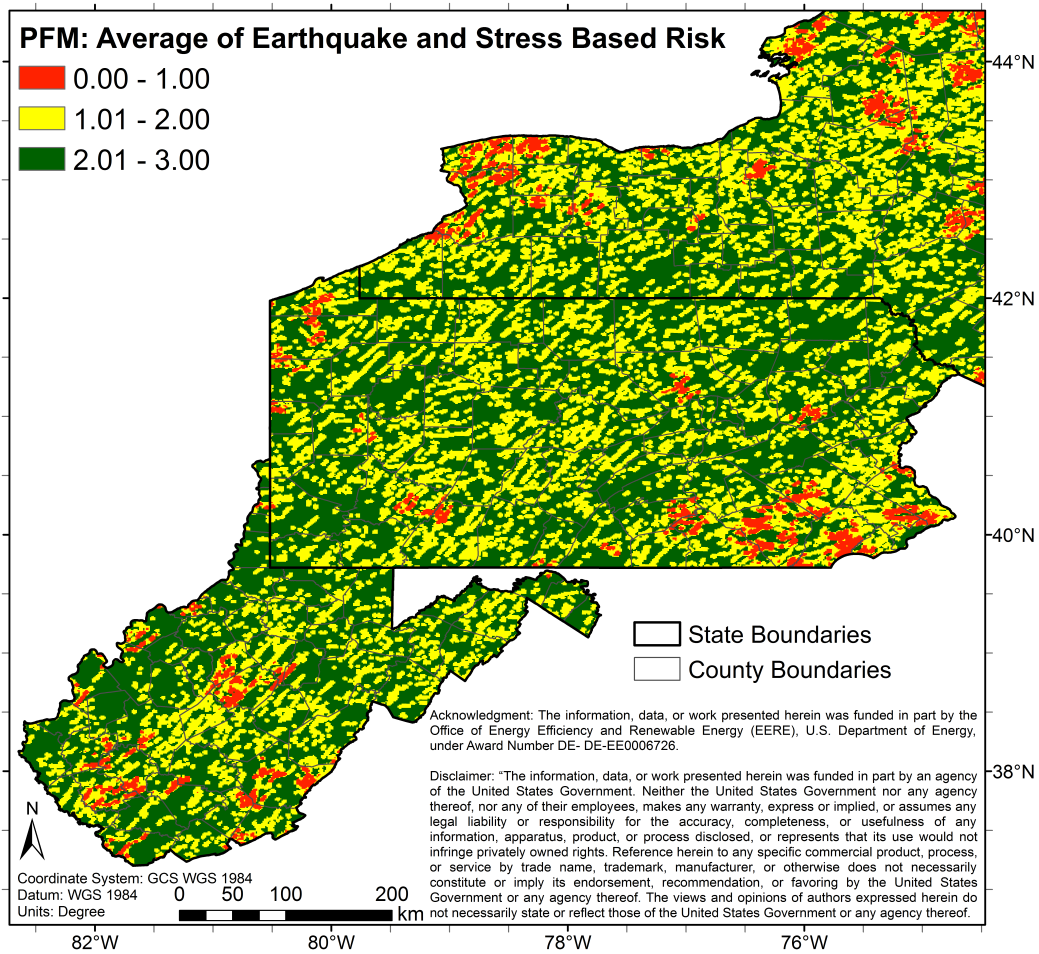 PFM: Average of Earthquake and Stress Based Risk
0.00 - 1.00
1.01 - 2.00
2.01 - 3.00
44°N
42°N
40°N
38°N
State Boundaries
County Boundaries
Acknowledgment: The information, data, or work presented herein was funded in part by the
Office of Energy Efficiency and Renewable Energy (EERE), U.S. Department of Energy,
under Award Number DE- DE-EE0006726.
Disclaimer: “The information, data, or work presented herein was funded in part by an agency
of the United States Government. Neither the United States Government nor any agency
thereof, nor any of their employees, makes any warranty, express or implied, or assumes any
legal liability or responsibility for the accuracy, completeness, or usefulness of any
information, apparatus, product, or process disclosed, or represents that its use would not
infringe privately owned rights. Reference herein to any specific commercial product, process,
or service by trade name, trademark, manufacturer, or otherwise does not necessarily
constitute or imply its endorsement, recommendation, or favoring by the United States
Government or any agency thereof. The views and opinions of authors expressed herein do
not necessarily state or reflect those of the United States Government or any agency thereof.
N
Coordinate System: GCS WGS 1984
Datum: WGS 1984
Units: Degree
0 50 100 200
km
82°W 80°W 78°W 76°W